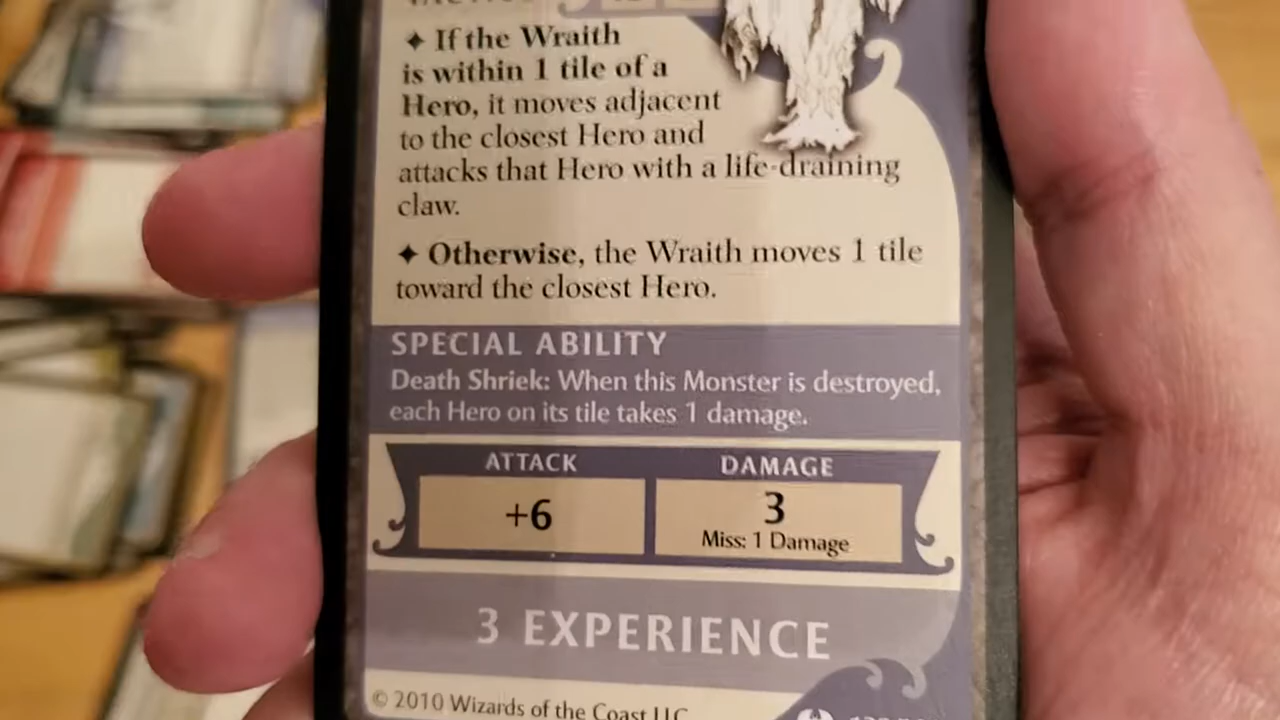 ✦ If the Wraith
is within 1 tile of a
Hero, it moves adjacent
to the closest Hero and
attacks that Hero with a life-draining
claw.
✦ Otherwise, the Wraith moves 1 tile
toward the closest Hero.
SPECIAL ABILITY
Death Shriek: When this Monster is destroyed,
each Hero on its tile takes 1 damage.
ATTACK
DAMAGE
+6
3
Miss: 1 Damage
3 EXPERIENCE
© 2010 Wizards of the Coast LLC